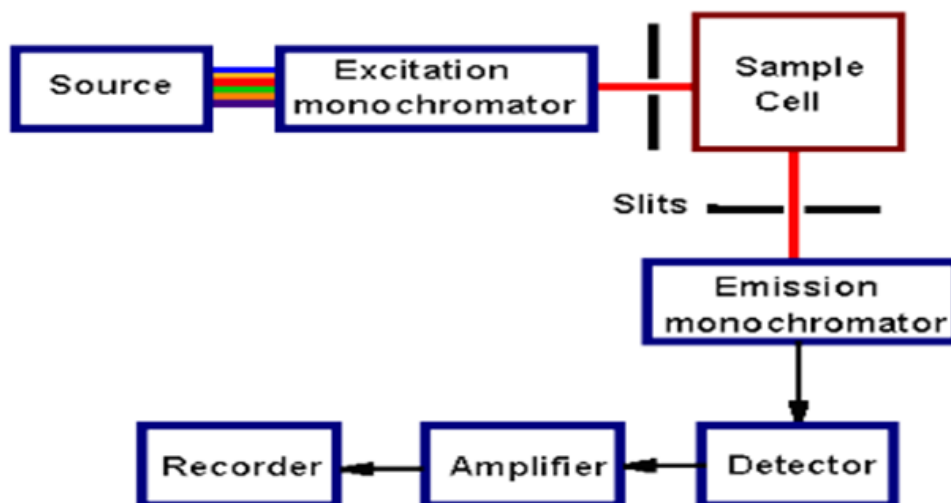 Source
Excitation
monochromator
Sample
Cell
Slits
Emission
monochromator
Recorder
Amplifier
Detector